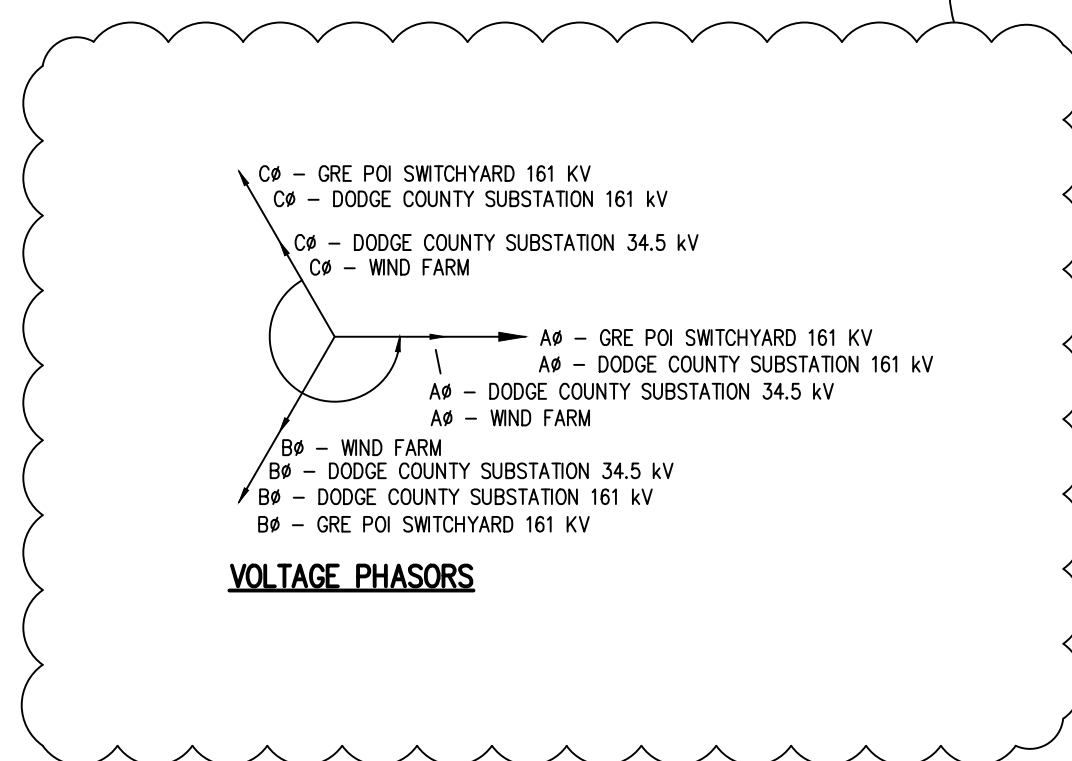 CØ – GRE POI SWITCHYARD 161 KV
CØ – DODGE COUNTY SUBSTATION 161 kV
CØ – DODGE COUNTY SUBSTATION 34.5 kV
CØ – WIND FARM
AØ – GRE POI SWITCHYARD 161 KV
AØ – DODGE COUNTY SUBSTATION 161 kV
AØ – DODGE COUNTY SUBSTATION 34.5 kV
AØ – WIND FARM
BØ – WIND FARM
BØ – DODGE COUNTY SUBSTATION 34.5 kV
BØ – DODGE COUNTY SUBSTATION 161 kV
BØ – GRE POI SWITCHYARD 161 KV
VOLTAGE PHASORS